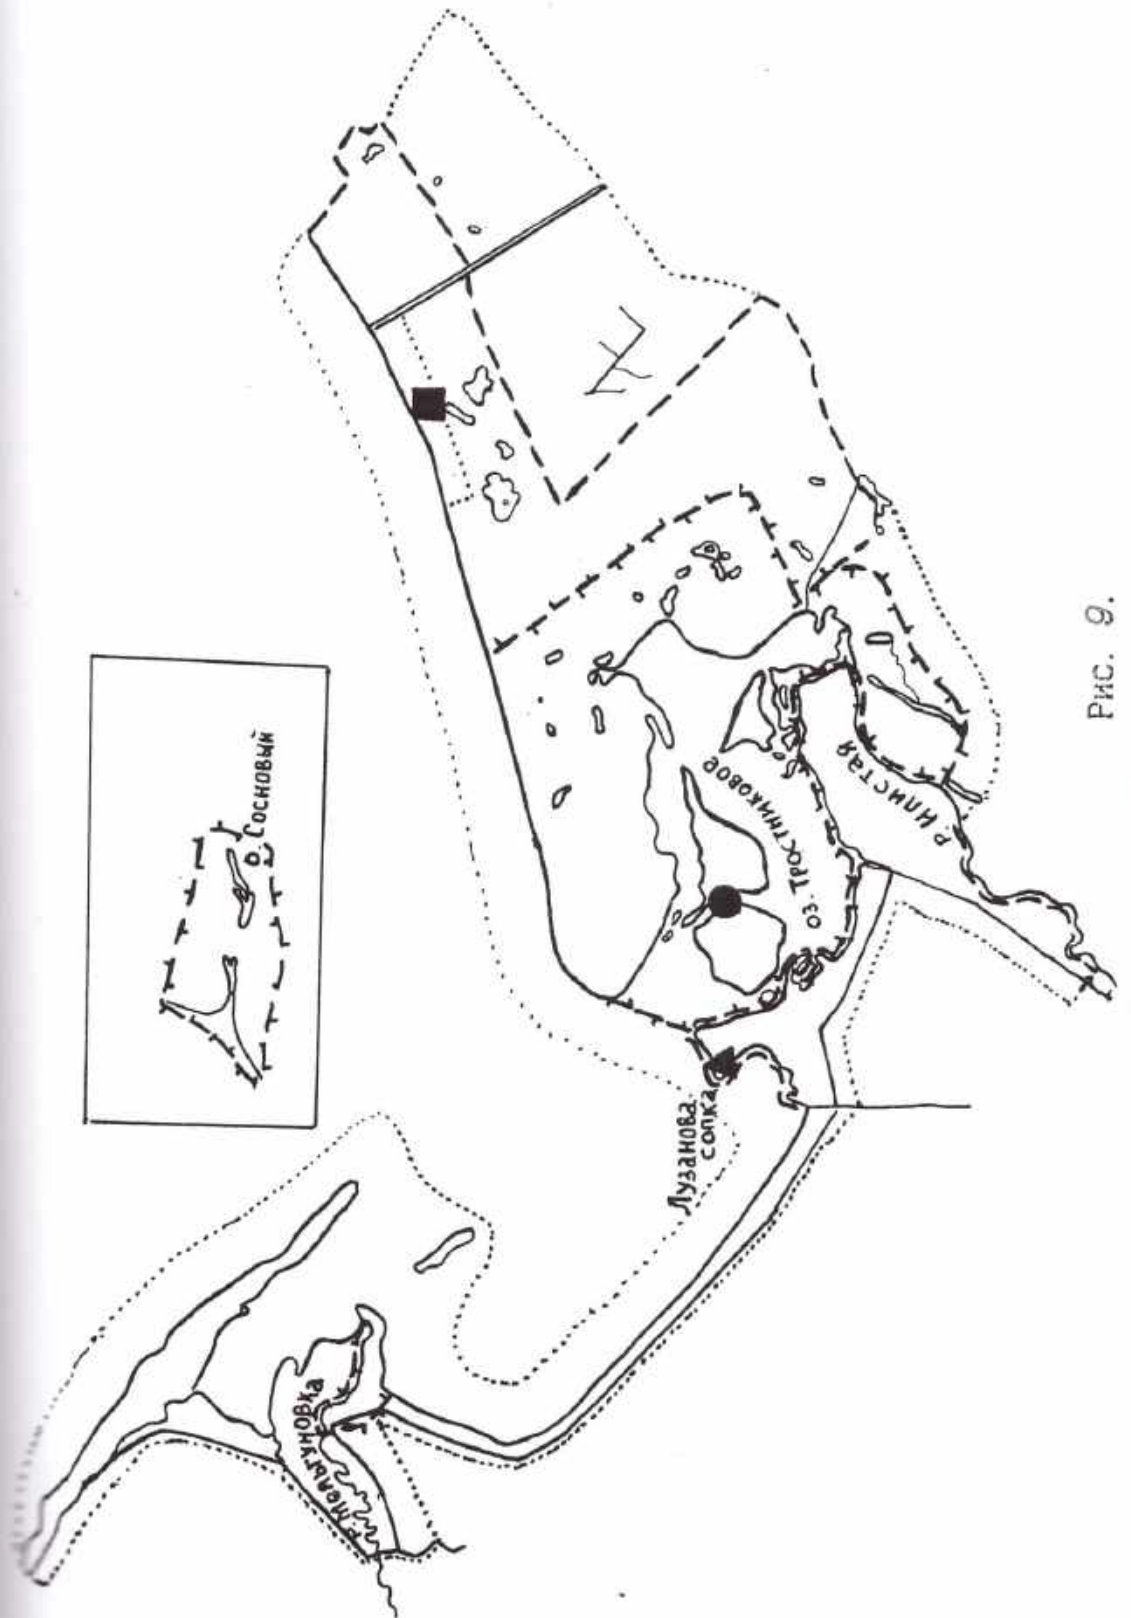 о. Сосновый
р. Мельгуновка
Лузанова
сопка
оз. Тростниковое
р. Илистая
Рис. 9.